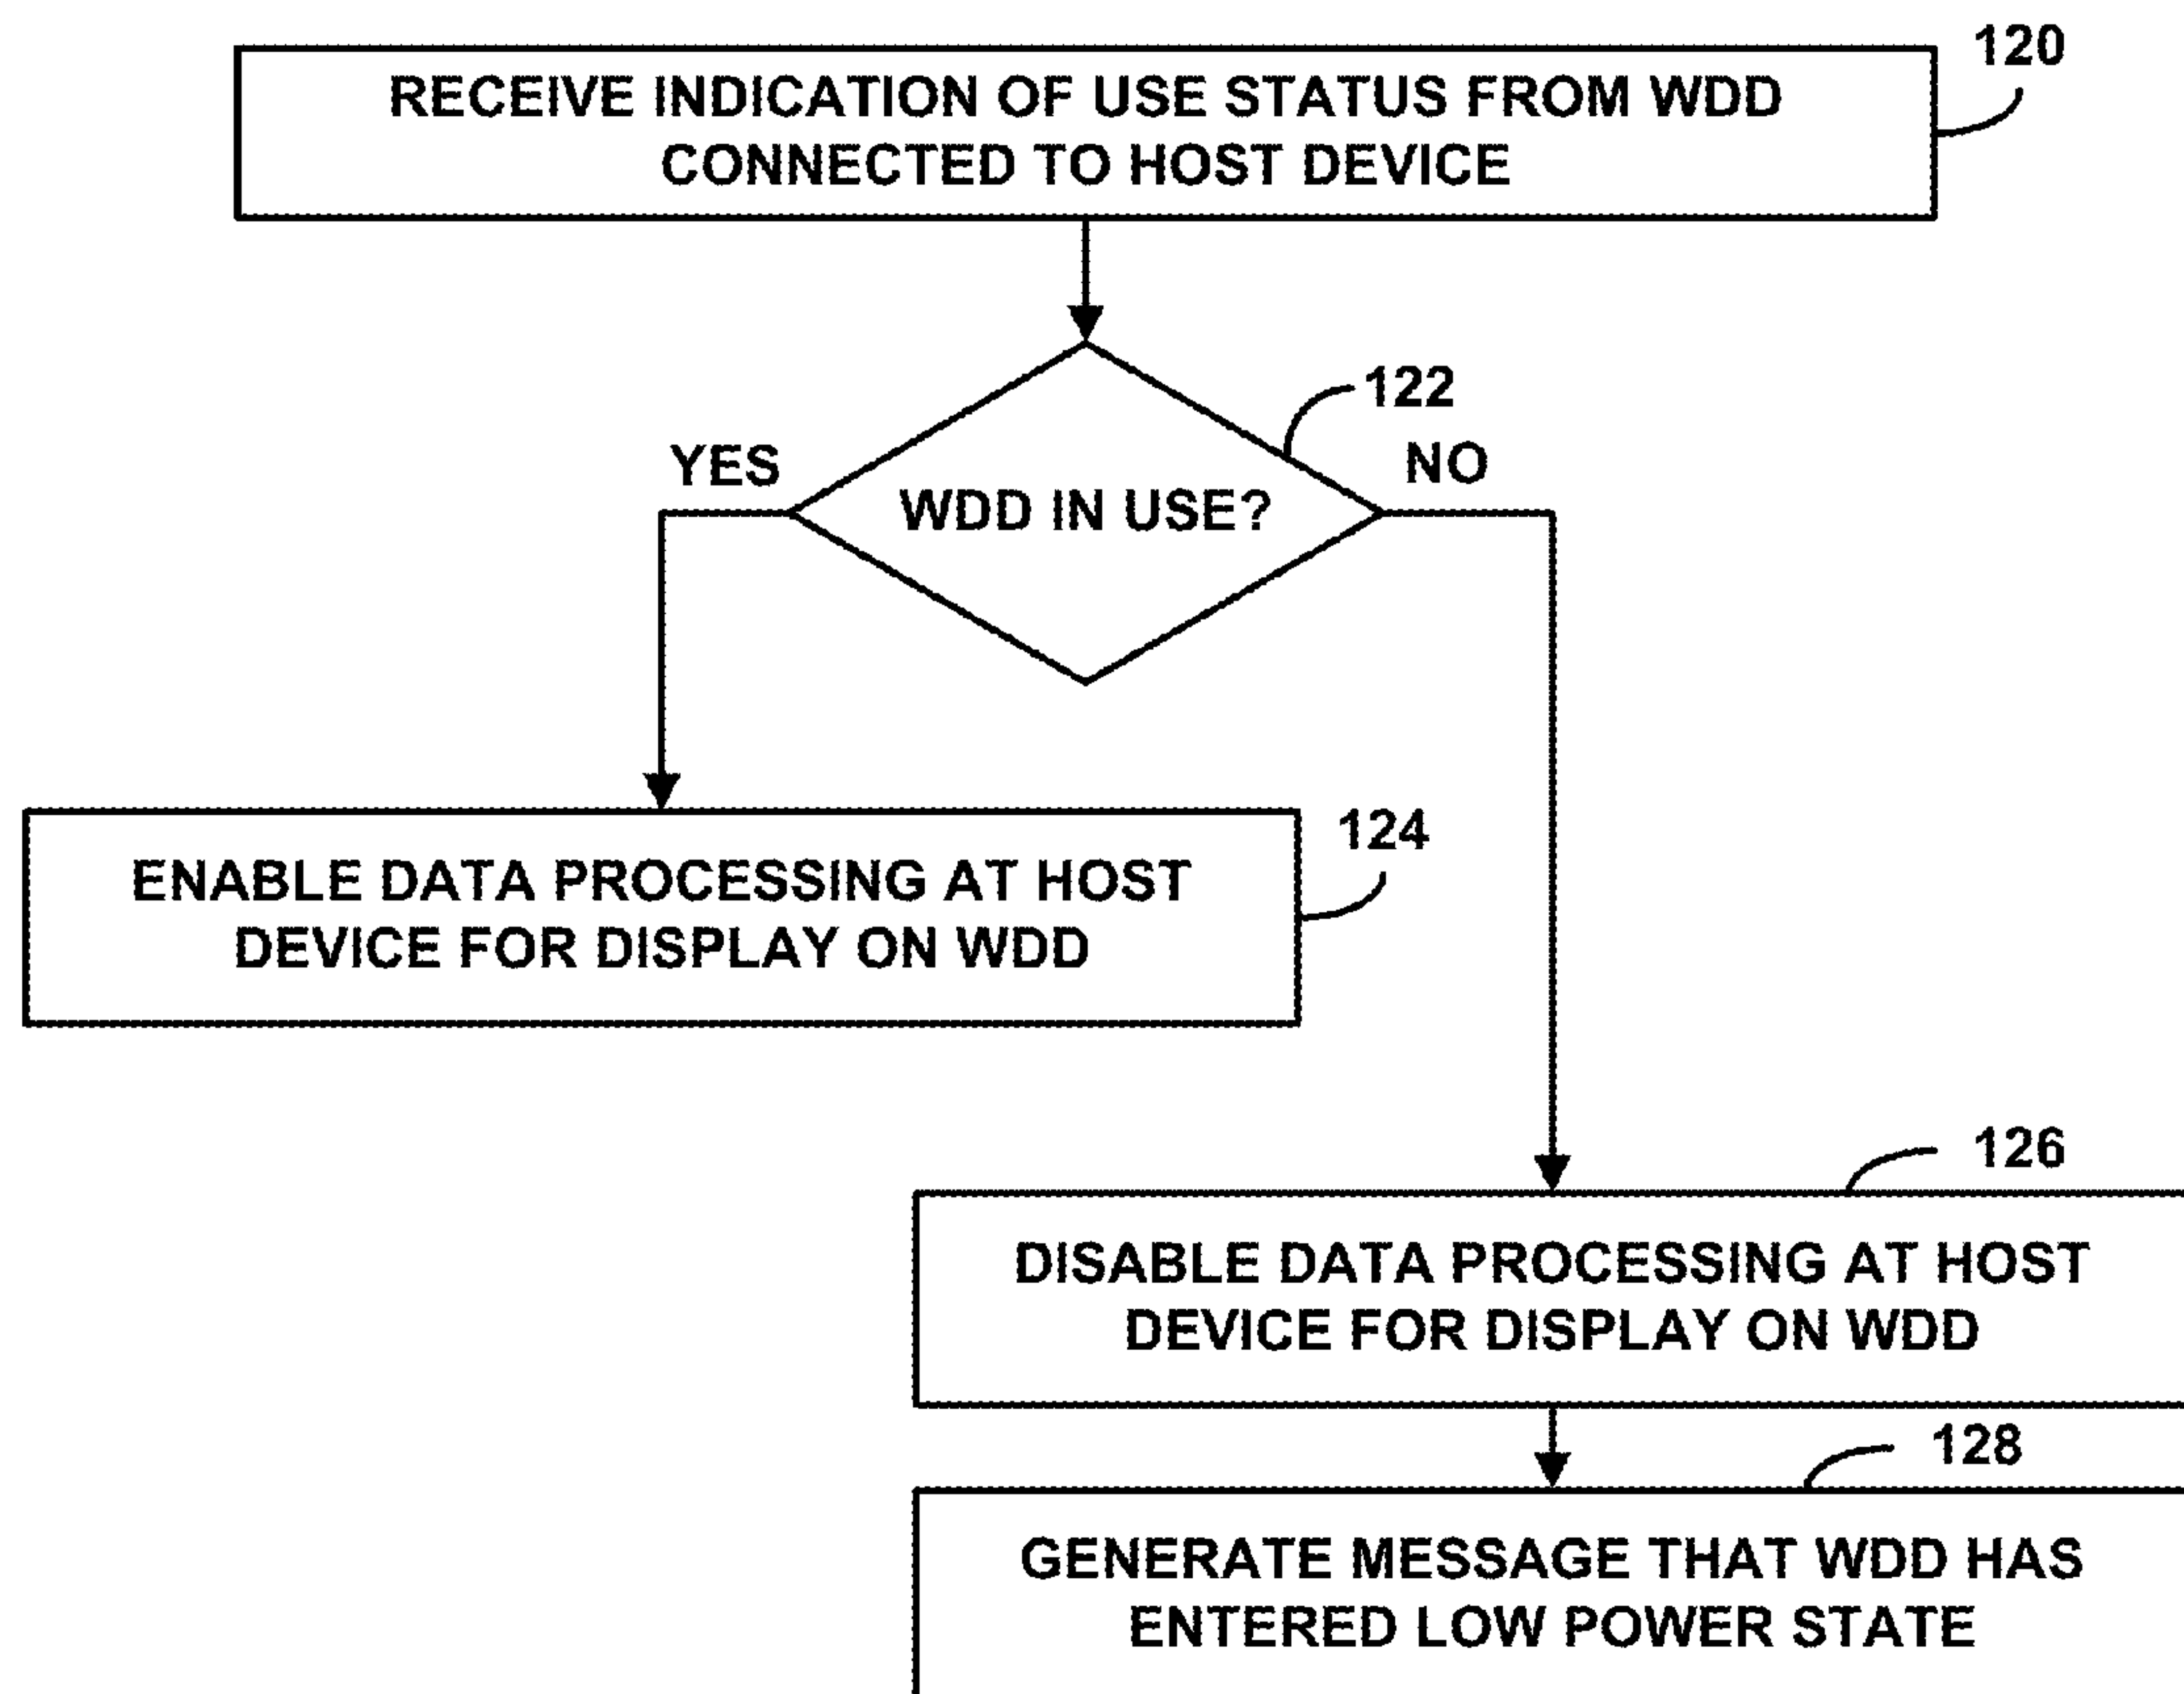 120
RECEIVE INDICATION OF USE STATUS FROM WDD
CONNECTED TO HOST DEVICE
122
YES
NO
WDD IN USE?
124
ENABLE DATA PROCESSING AT HOST
DEVICE FOR DISPLAY ON WDD
126
DISABLE DATA PROCESSING AT HOST
DEVICE FOR DISPLAY ON WDD
128
GENERATE MESSAGE THAT WDD HAS
ENTERED LOW POWER STATE